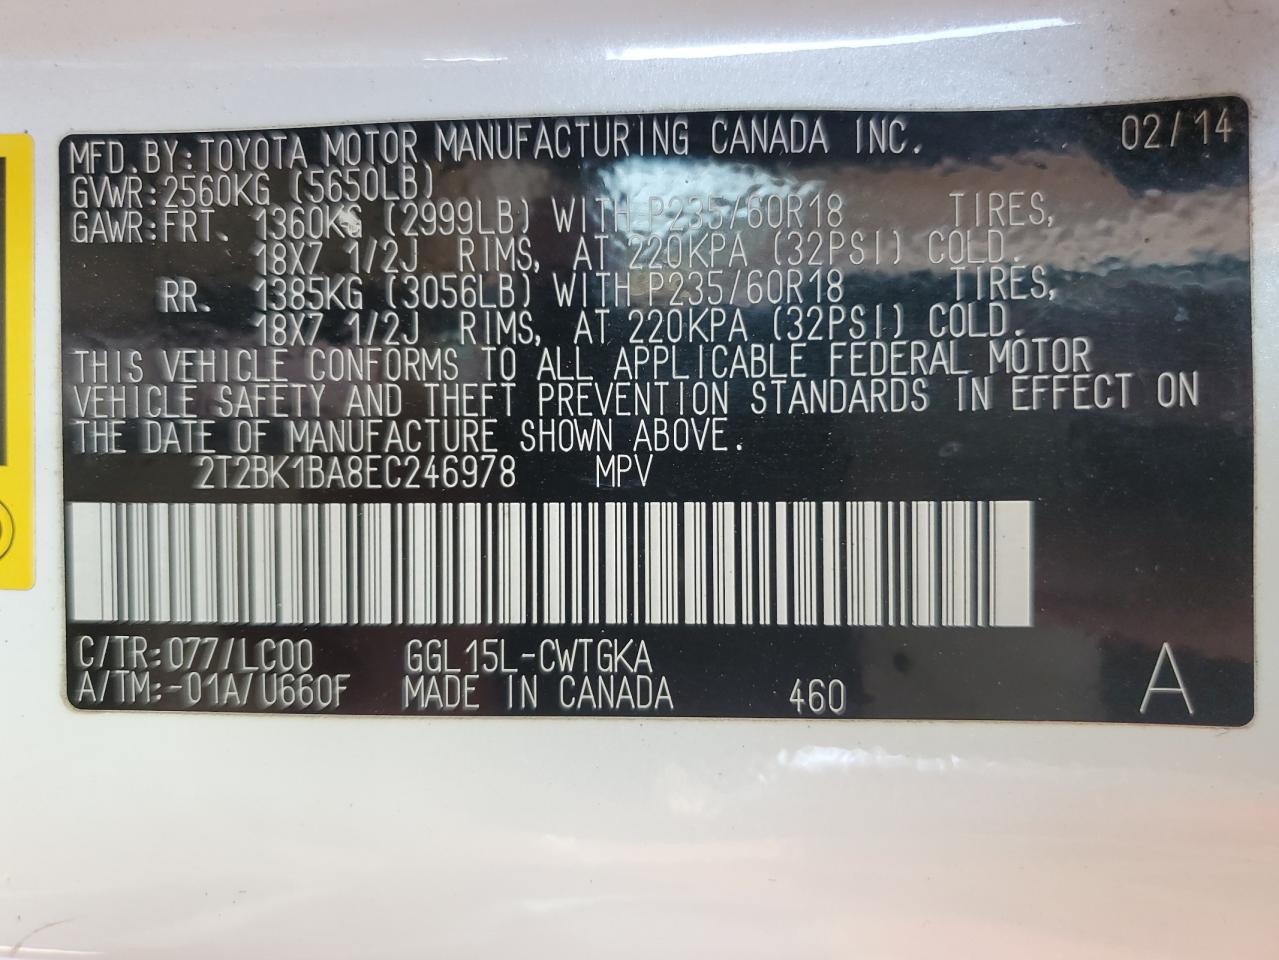 MFD. BY: TOYOTA MOTOR MANUFACTURING CANADA INC. 02/14
GVWR: 2560KG (5650LB)
GAWR: FRT. 1360KG (2999LB) WITH P235/60R18 TIRES,
18X7 1/2J RIMS, AT 220KPA (32PSI) COLD.
RR. 1385KG (3056LB) WITH P235/60R18 TIRES,
18X7 1/2J RIMS, AT 220KPA (32PSI) COLD.
THIS VEHICLE CONFORMS TO ALL APPLICABLE FEDERAL MOTOR
VEHICLE SAFETY AND THEFT PREVENTION STANDARDS IN EFFECT ON
THE DATE OF MANUFACTURE SHOWN ABOVE.
2T2BK1BA8EC246978 MPV
C/TR: 077/LC00 GGL15L-CWTGKA
A/TM: -01A/U660F MADE IN CANADA 460 A